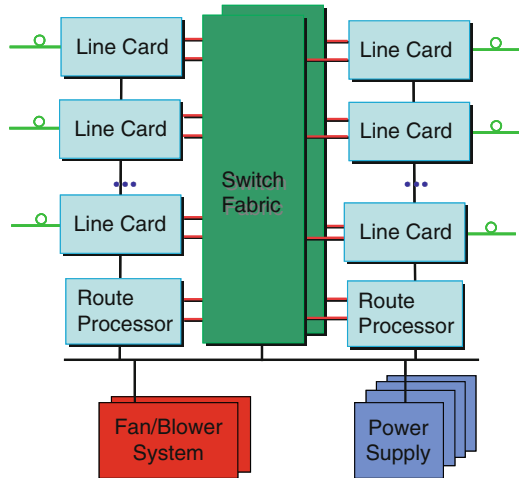 Line Card
Line Card
Line Card
Line Card
...
...
Switch
Fabric
Line Card
Line Card
Route
Processor
Route
Processor
Fan/Blower
System
Power
Supply